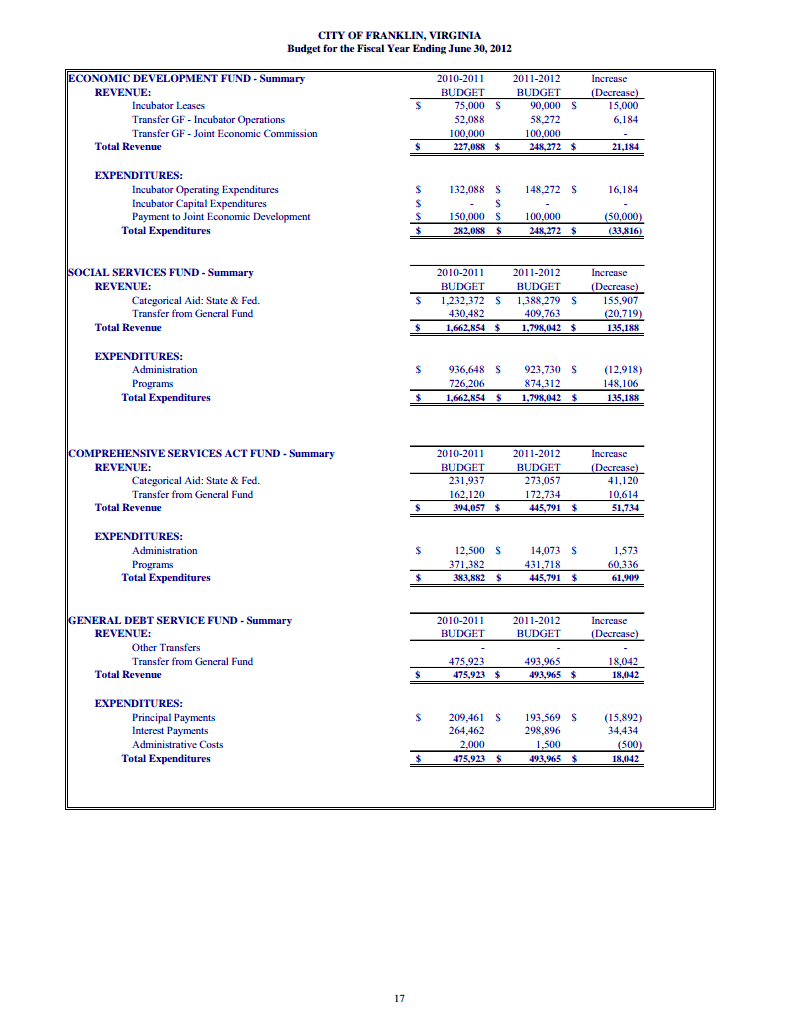 CITY OF FRANKLIN, VIRGINIA
Budget for the Fiscal Year Ending June 30, 2012
ECONOMIC DEVELOPMENT FUND - Summary 2010-2011 2011-2012 Increase
REVENUE: BUDGET BUDGET (Decrease)
Incubator Leases $ 75,000 $ 90,000 $ 15,000
Transfer GF - Incubator Operations 52,088 58,272 6,184
Transfer GF - Joint Economic Commission 100,000 100,000 -
Total Revenue $ 227,088 $ 248,272 $ 21,184
EXPENDITURES:
Incubator Operating Expenditures $ 132,088 $ 148,272 $ 16,184
Incubator Capital Expenditures $ - $ - -
Payment to Joint Economic Development $ 150,000 $ 100,000 (50,000)
Total Expenditures $ 282,088 $ 248,272 $ (33,816)
SOCIAL SERVICES FUND - Summary 2010-2011 2011-2012 Increase
REVENUE: BUDGET BUDGET (Decrease)
Categorical Aid: State & Fed. $ 1,232,372 $ 1,388,279 $ 155,907
Transfer from General Fund 430,482 409,763 (20,719)
Total Revenue $ 1,662,854 $ 1,798,042 $ 135,188
EXPENDITURES:
Administration $ 936,648 $ 923,730 $ (12,918)
Programs 726,206 874,312 148,106
Total Expenditures $ 1,662,854 $ 1,798,042 $ 135,188
COMPREHENSIVE SERVICES ACT FUND - Summary 2010-2011 2011-2012 Increase
REVENUE: BUDGET BUDGET (Decrease)
Categorical Aid: State & Fed. 231,937 273,057 41,120
Transfer from General Fund 162,120 172,734 10,614
Total Revenue $ 394,057 $ 445,791 $ 51,734
EXPENDITURES:
Administration $ 12,500 $ 14,073 $ 1,573
Programs 371,382 431,718 60,336
Total Expenditures $ 383,882 $ 445,791 $ 61,909
GENERAL DEBT SERVICE FUND - Summary 2010-2011 2011-2012 Increase
REVENUE: BUDGET BUDGET (Decrease)
Other Transfers - - -
Transfer from General Fund 475,923 493,965 18,042
Total Revenue $ 475,923 $ 493,965 $ 18,042
EXPENDITURES:
Principal Payments $ 209,461 $ 193,569 $ (15,892)
Interest Payments 264,462 298,896 34,434
Administrative Costs 2,000 1,500 (500)
Total Expenditures $ 475,923 $ 493,965 $ 18,042
17